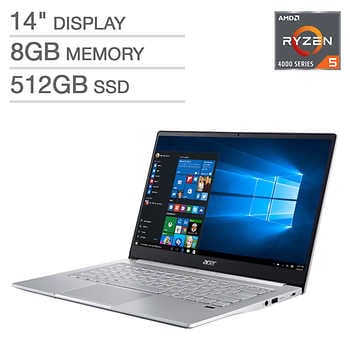 14" DISPLAY
8GB MEMORY
512GB SSD
AMD
RYZEN
4000 SERIES 5
acer